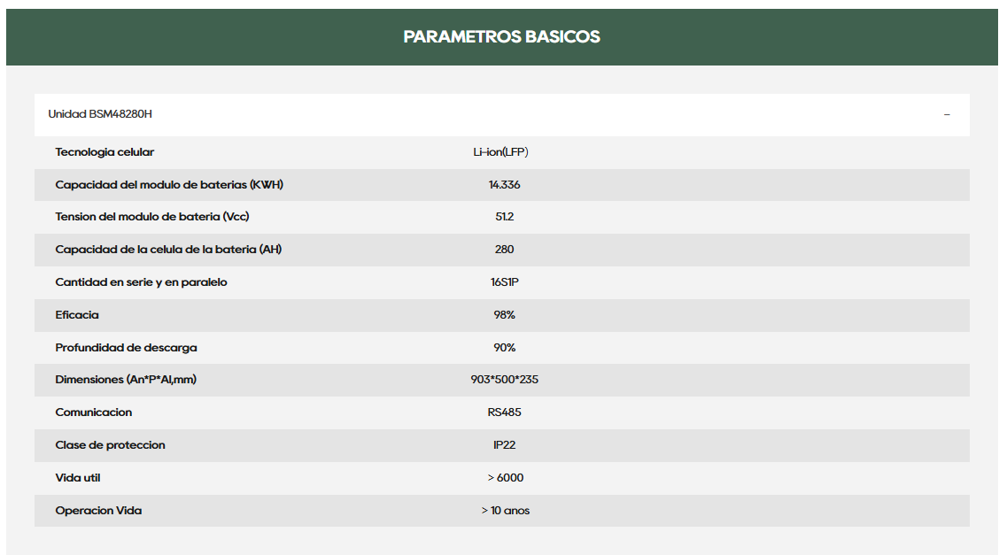 PARAMETROS BASICOS
Unidad BSM48280H –
Tecnologia celular Li-ion(LFP)
Capacidad del modulo de baterias (KWH) 14.336
Tension del modulo de bateria (Vcc) 51.2
Capacidad de la celula de la bateria (AH) 280
Cantidad en serie y en paralelo 16S1P
Eficacia 98%
Profundidad de descarga 90%
Dimensiones (An*P*Al,mm) 903*500*235
Comunicacion RS485
Clase de proteccion IP22
Vida util > 6000
Operacion Vida > 10 anos